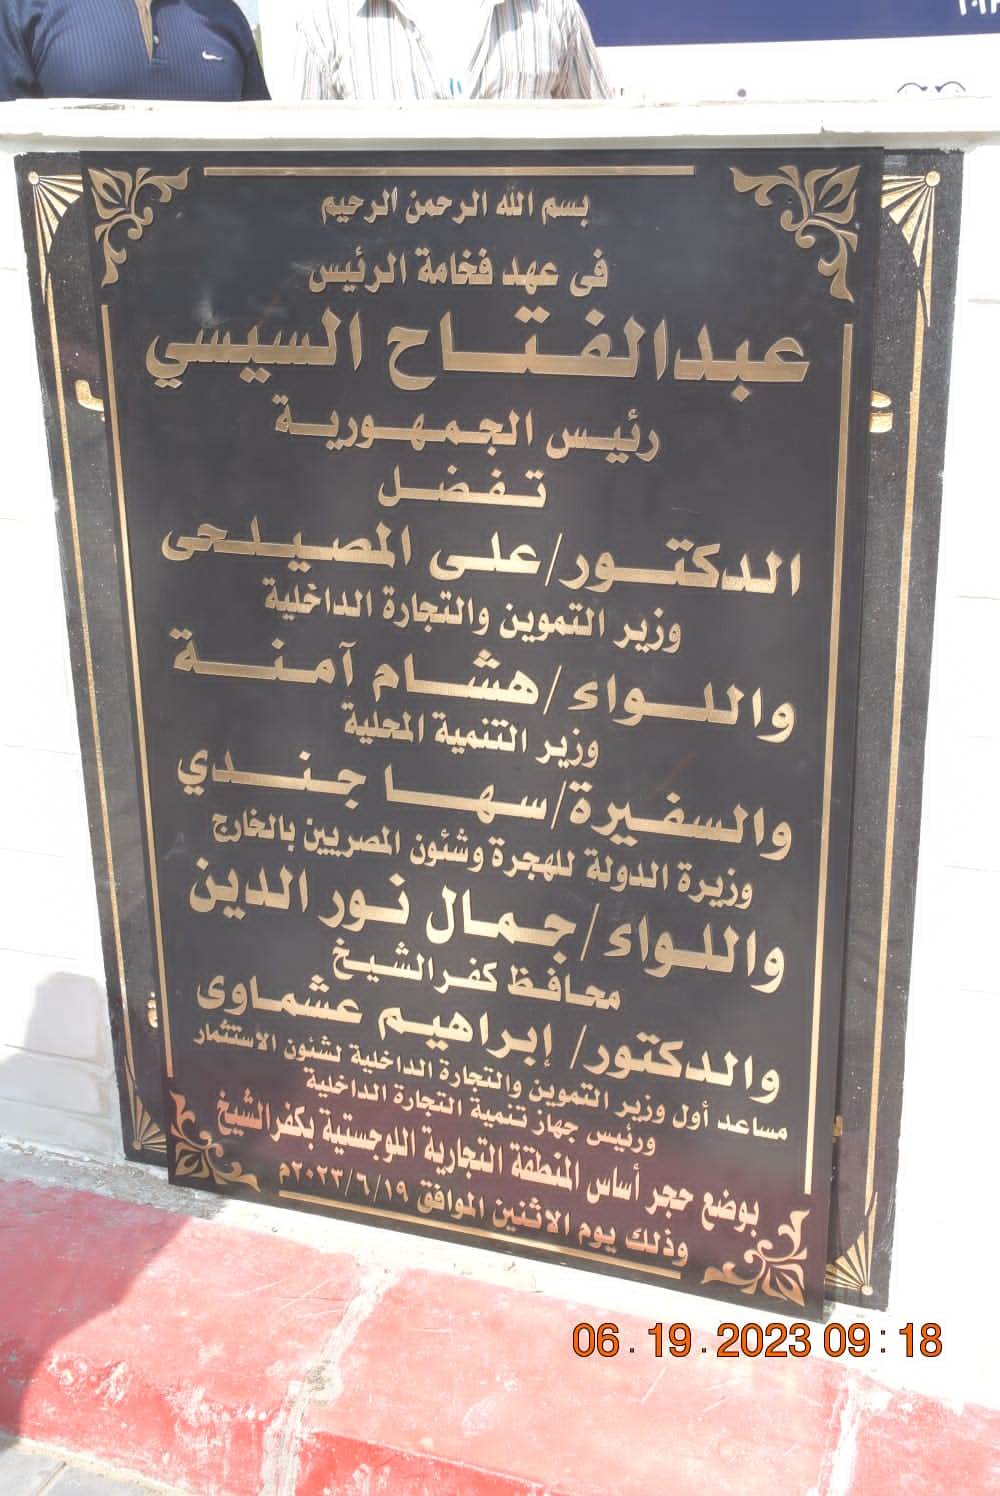 بسم الله الرحمن الرحيم
فى عهد فخامة الرئيس
عبدالفتاح السيسي
رئيس الجمهورية
تفضل
الدكتور/على المصيلحى
وزير التموين والتجارة الداخلية
واللواء/هشام آمنة
وزير التنمية المحلية
والسفيرة/سها جندي
وزيرة الدولة للهجرة وشئون المصريين بالخارج
واللواء/جمال نور الدين
محافظ كفرالشيخ
والدكتور/ إبراهيم عشماوى
مساعد أول وزير التموين والتجارة الداخلية لشئون الاستثمار
ورئيس جهاز تنمية التجارة الداخلية
بوضع حجر أساس المنطقة التجارية اللوجستية بكفرالشيخ
وذلك يوم الاثنين الموافق ٢٠٢٣/٦/١٩م
06.19.2023 09:18